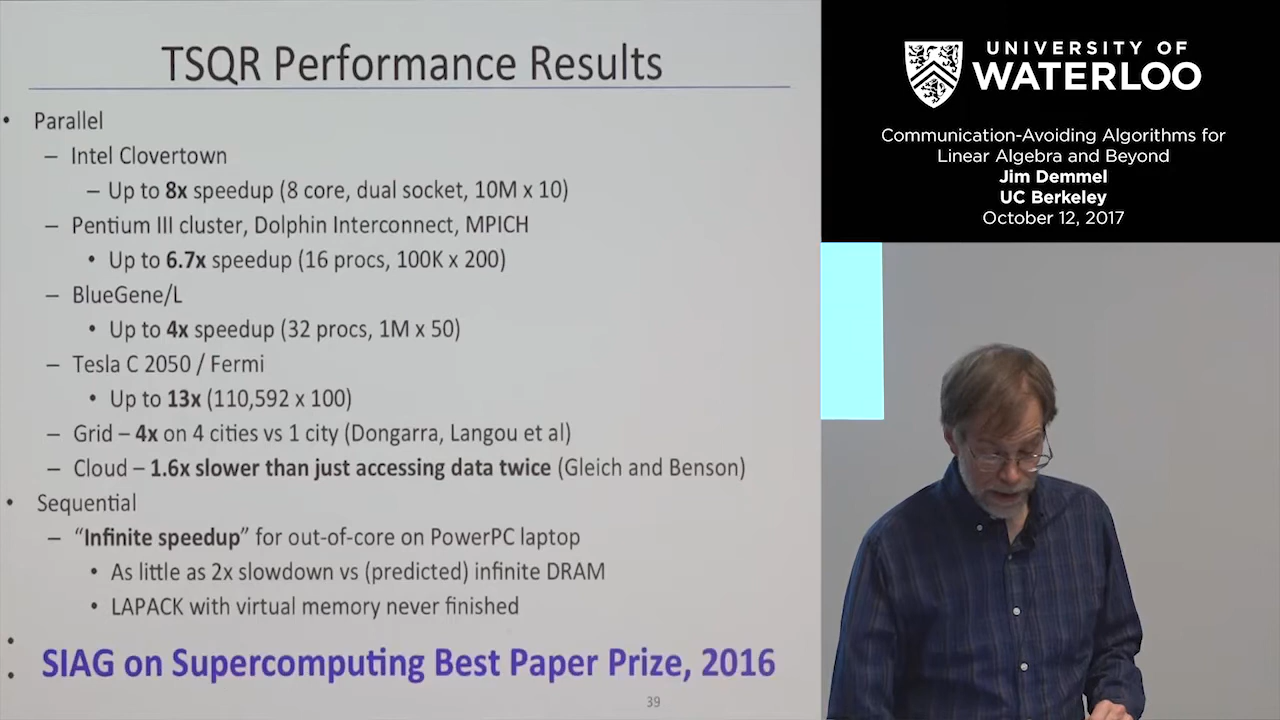 TSQR Performance Results
• Parallel
– Intel Clovertown
– Up to 8x speedup (8 core, dual socket, 10M x 10)
– Pentium III cluster, Dolphin Interconnect, MPICH
• Up to 6.7x speedup (16 procs, 100K x 200)
– BlueGene/L
• Up to 4x speedup (32 procs, 1M x 50)
– Tesla C 2050 / Fermi
• Up to 13x (110,592 x 100)
– Grid – 4x on 4 cities vs 1 city (Dongarra, Langou et al)
– Cloud – 1.6x slower than just accessing data twice (Gleich and Benson)
• Sequential
– “Infinite speedup” for out-of-core on PowerPC laptop
• As little as 2x slowdown vs (predicted) infinite DRAM
• LAPACK with virtual memory never finished
SIAG on Supercomputing Best Paper Prize, 2016
39
UNIVERSITY OF
WATERLOO
Communication-Avoiding Algorithms for
Linear Algebra and Beyond
Jim Demmel
UC Berkeley
October 12, 2017